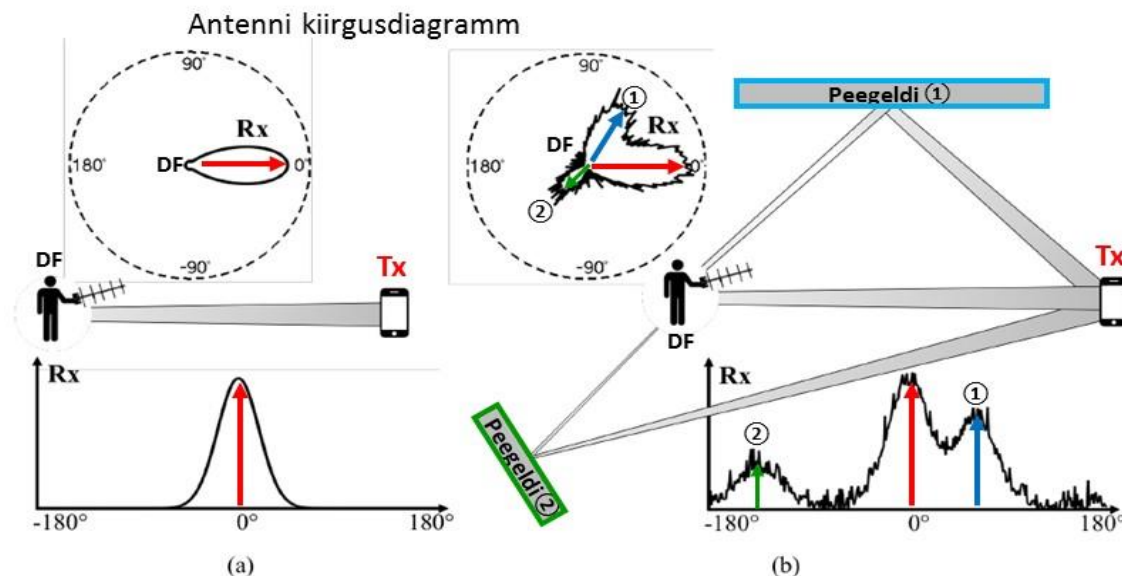 Antenni kiirgusdiagramm
90°
Rx
DF
180°
0°
-90°
DF
Tx
Rx
-180°
0°
180°
(a)
90°
①
Rx
DF
180°
0°
②
-90°
Peegeldi ①
DF
Tx
Peegeldi ②
Rx
②
①
-180°
0°
180°
(b)